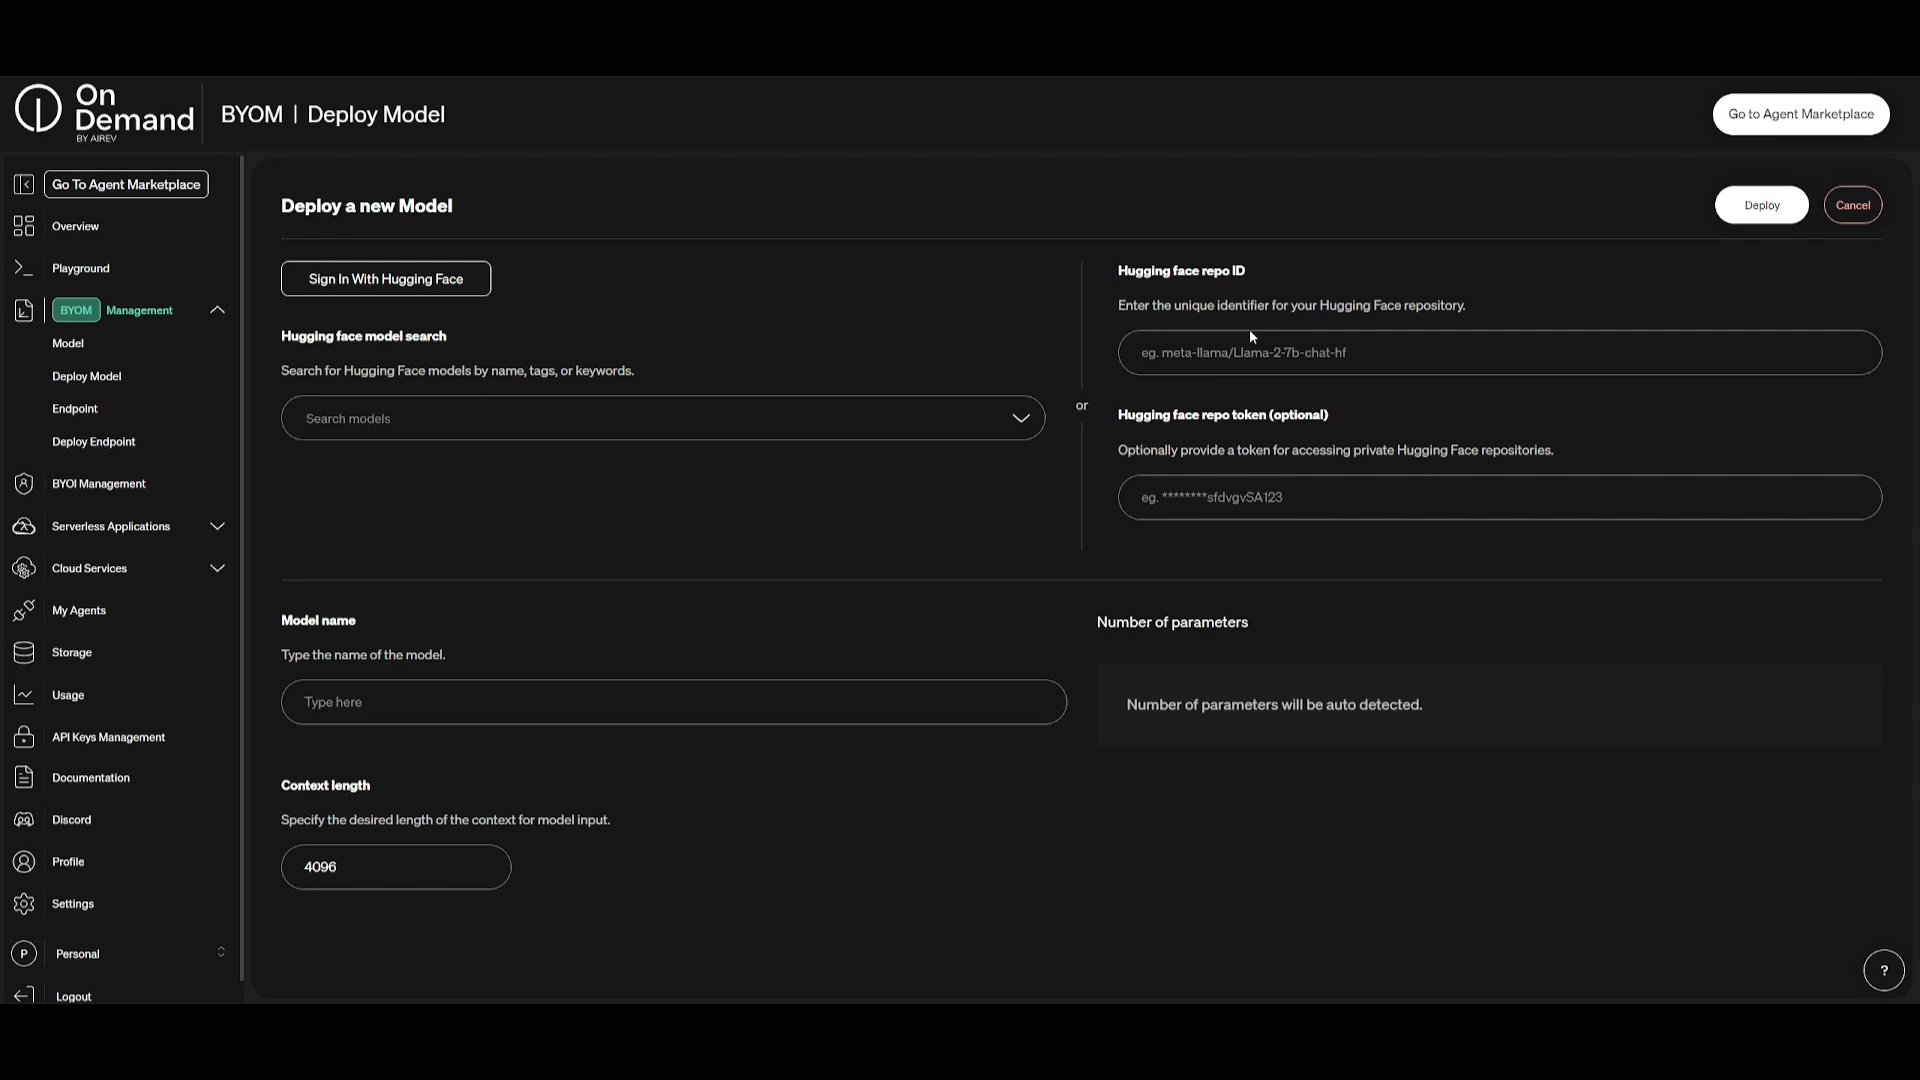 On
Demand
BY AIREV
BYOM | Deploy Model
Go to Agent Marketplace
Go To Agent Marketplace
Overview
Playground
BYOM Management
Model
Deploy Model
Endpoint
Deploy Endpoint
BYOI Management
Serverless Applications
Cloud Services
My Agents
Storage
Usage
API Keys Management
Documentation
Discord
Profile
Settings
P Personal
Logout
Deploy a new Model
Deploy
Cancel
Sign In With Hugging Face
Hugging face model search
Search for Hugging Face models by name, tags, or keywords.
Search models
or
Hugging face repo ID
Enter the unique identifier for your Hugging Face repository.
eg. meta-llama/Llama-2-7b-chat-hf
Hugging face repo token (optional)
Optionally provide a token for accessing private Hugging Face repositories.
eg. ********sfdvgvSA123
Model name
Type the name of the model.
Type here
Number of parameters
Number of parameters will be auto detected.
Context length
Specify the desired length of the context for model input.
4096
?